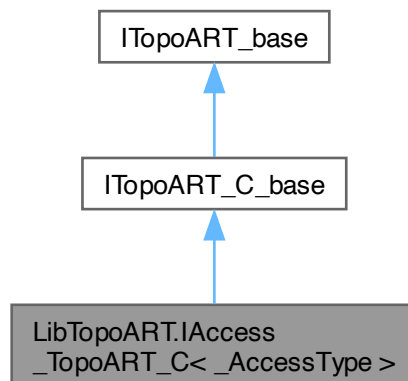 ITopoART_base
ITopoART_C_base
LibTopoART.IAccess
_TopoART_C< _AccessType >